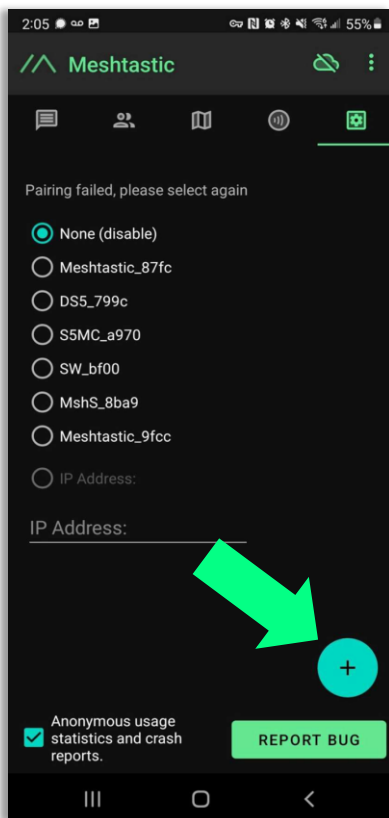 2:05 55%
Meshtastic
Pairing failed, please select again
None (disable)
Meshtastic_87fc
DS5_799c
S5MC_a970
SW_bf00
MshS_8ba9
Meshtastic_9fcc
IP Address:
IP Address:
+
Anonymous usage
statistics and crash
reports.
REPORT BUG